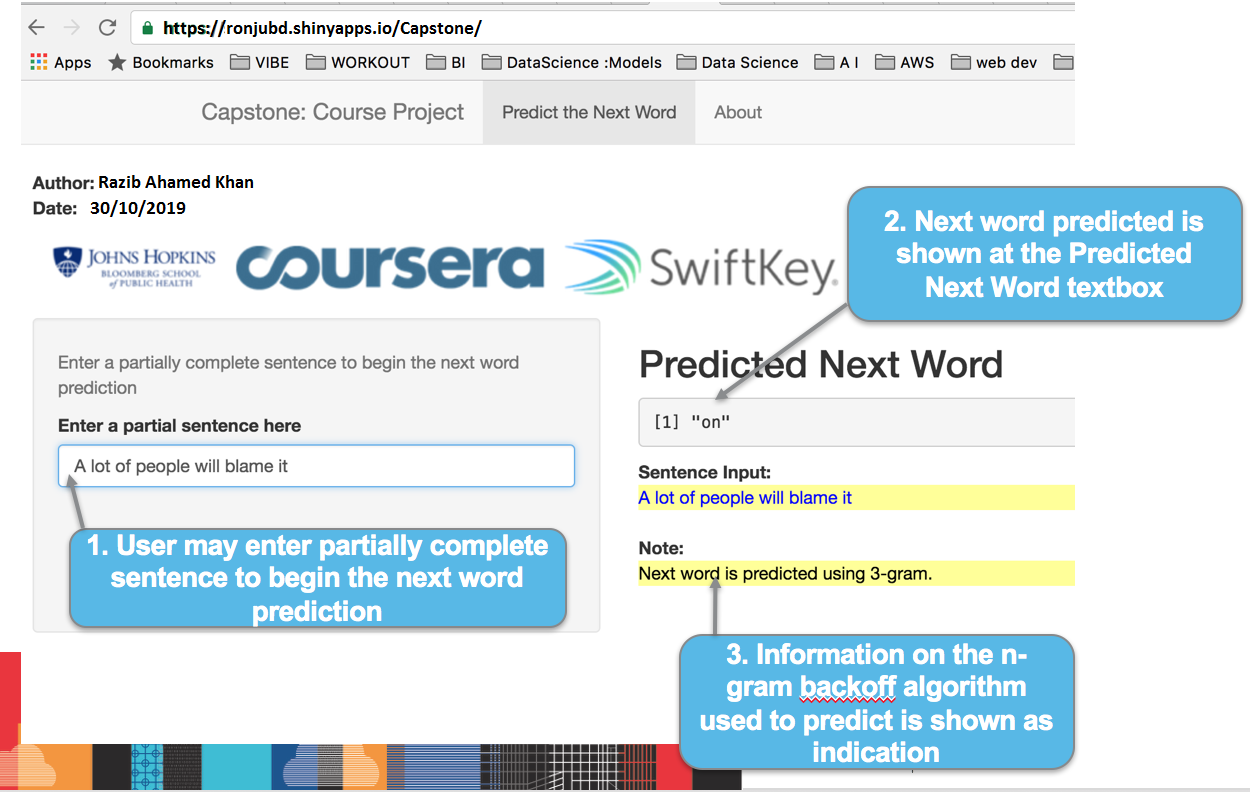 https://ronjubd.shinyapps.io/Capstone/
Apps Bookmarks VIBE WORKOUT BI DataScience :Models Data Science A I AWS web dev
Capstone: Course Project Predict the Next Word About
Author: Razib Ahamed Khan
Date: 30/10/2019
JOHNS HOPKINS
BLOOMBERG SCHOOL
of PUBLIC HEALTH
coursera
SwiftKey.
2. Next word predicted is
shown at the Predicted
Next Word textbox
Enter a partially complete sentence to begin the next word
prediction
Enter a partial sentence here
A lot of people will blame it
1. User may enter partially complete
sentence to begin the next word
prediction
Predicted Next Word
[1] "on"
Sentence Input:
A lot of people will blame it
Note:
Next word is predicted using 3-gram.
3. Information on the n-
gram backoff algorithm
used to predict is shown as
indication